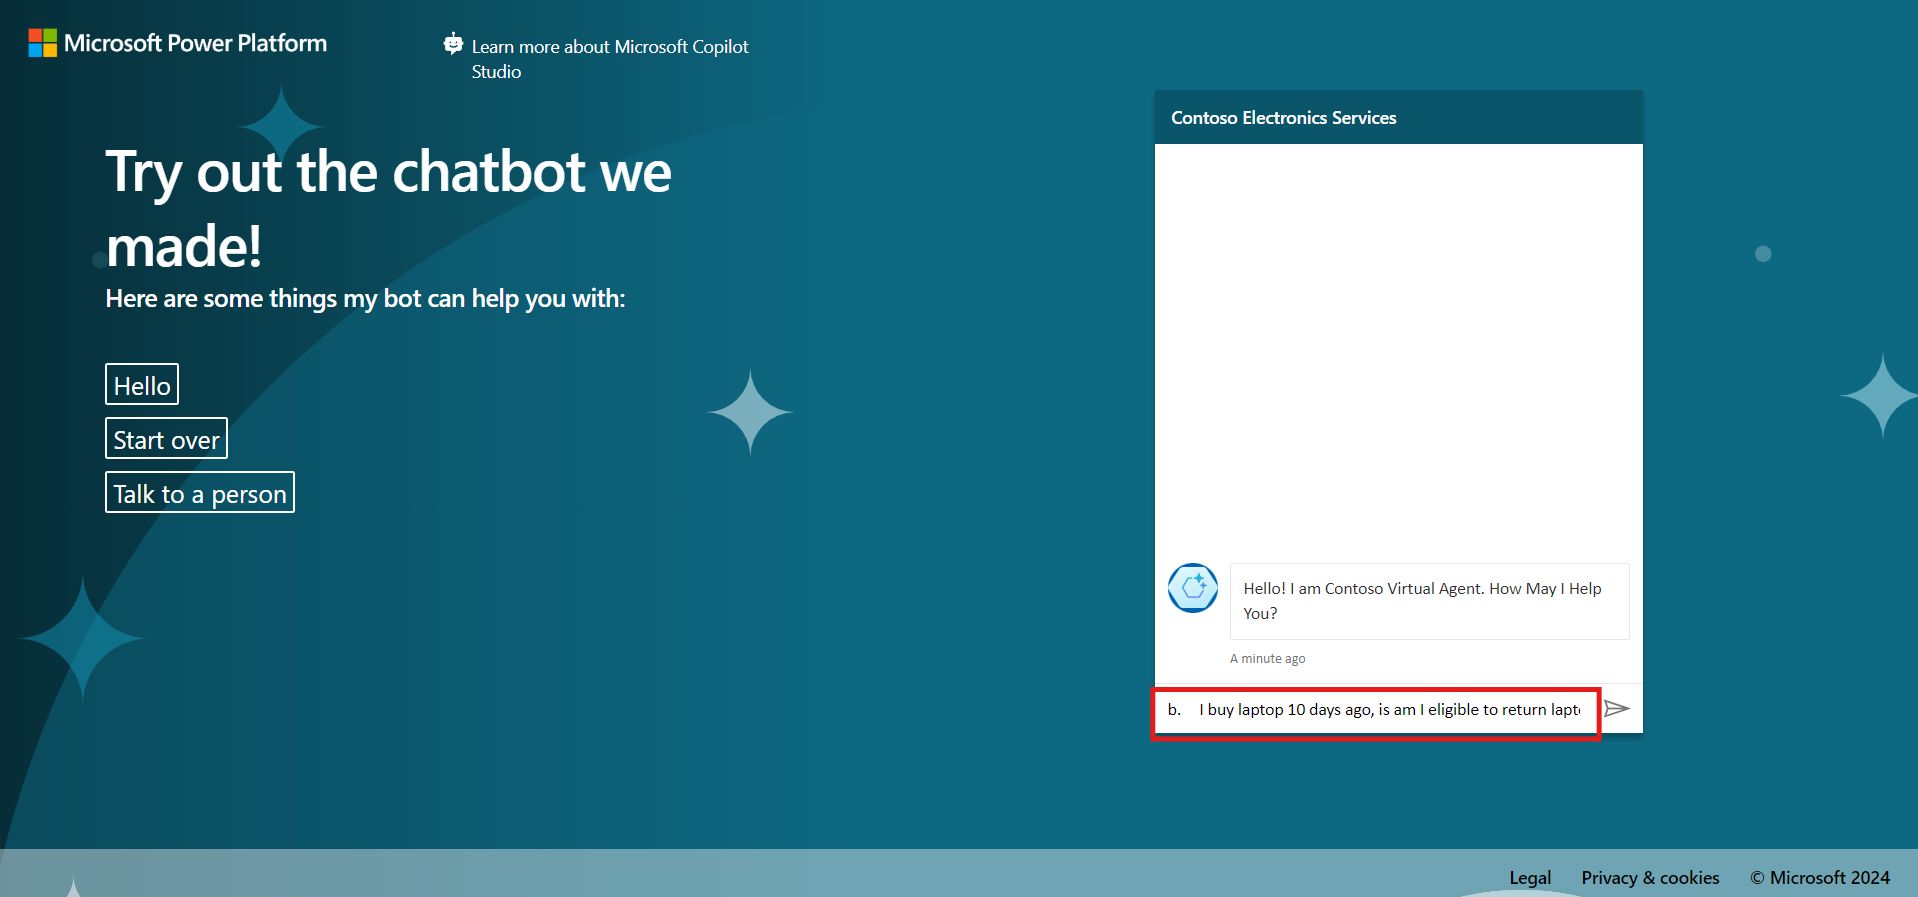 Microsoft Power Platform
Learn more about Microsoft Copilot
Studio
Try out the chatbot we
made!
Here are some things my bot can help you with:
Hello
Start over
Talk to a person
Contoso Electronics Services
Hello! I am Contoso Virtual Agent. How May I Help
You?
A minute ago
b. I buy laptop 10 days ago, is am I eligible to return
Legal Privacy & cookies © Microsoft 2024